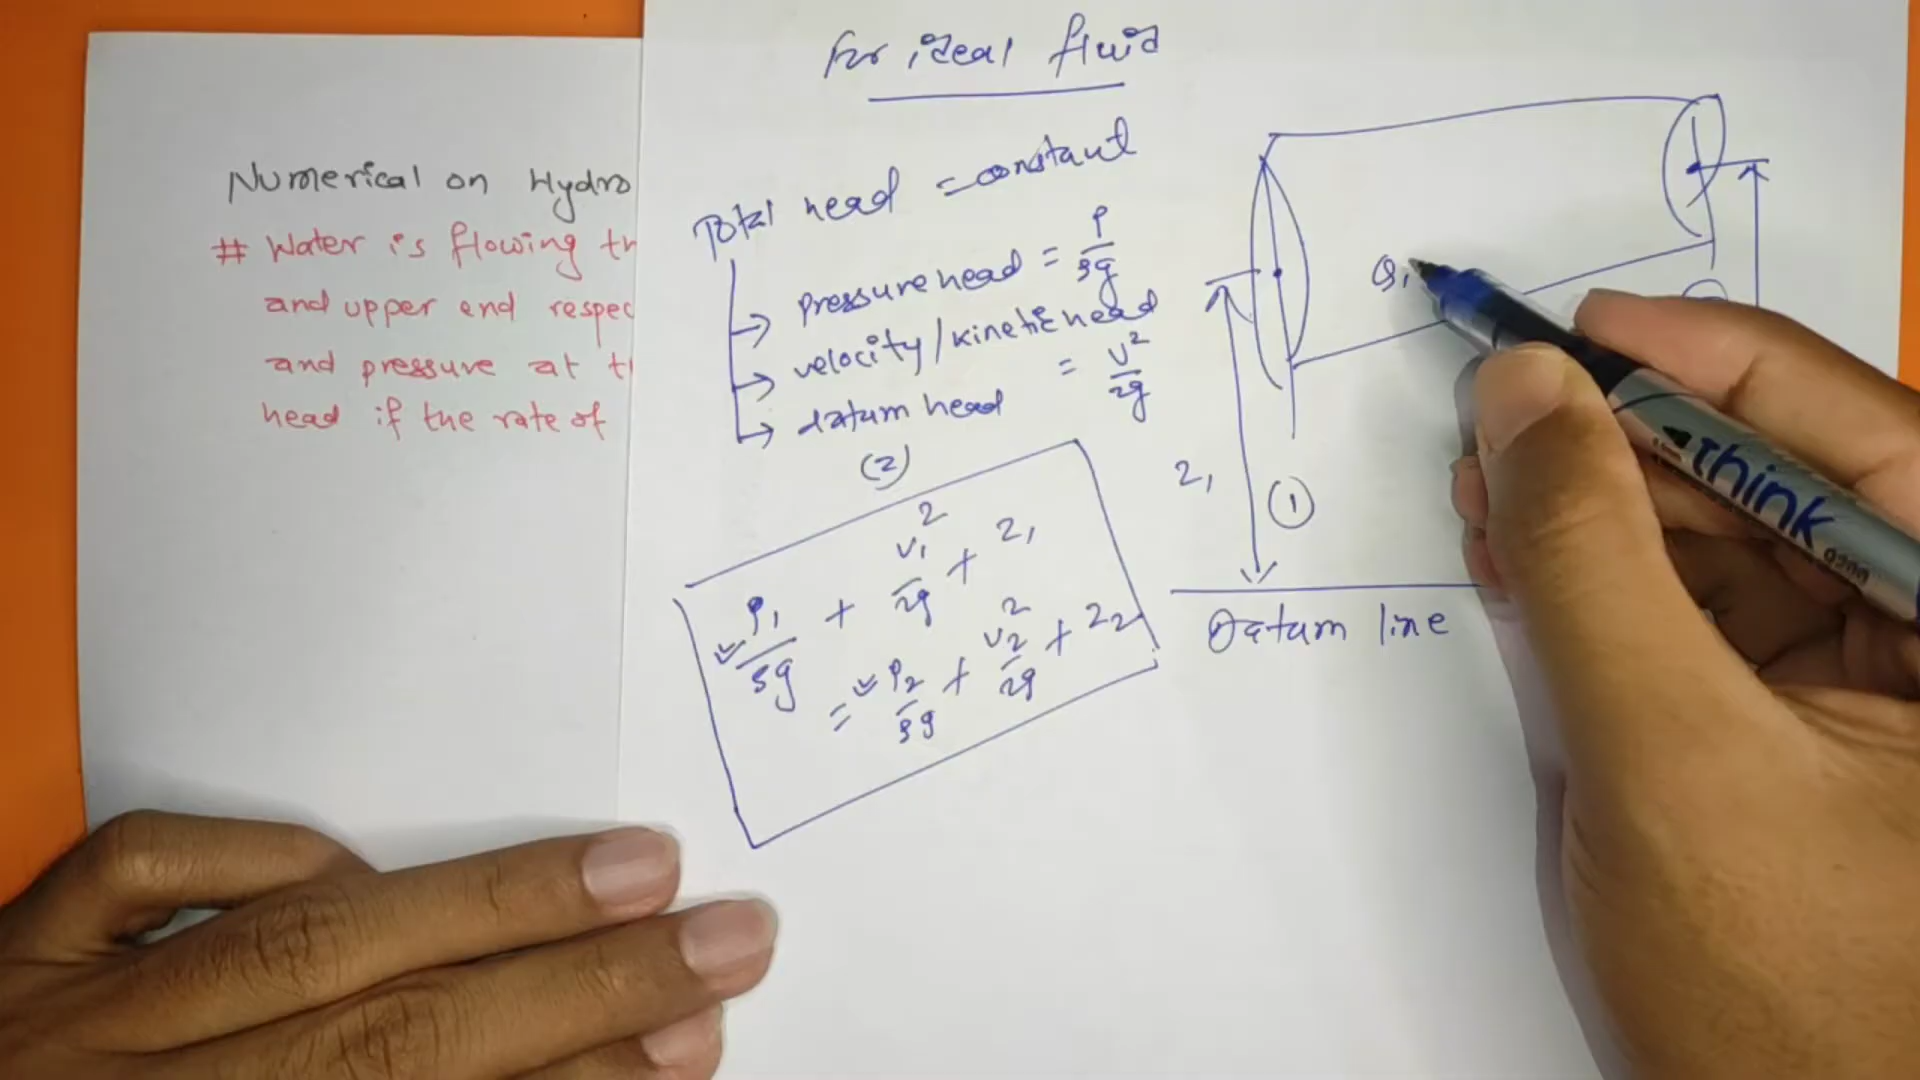 for ideal fluid
Numerical on Hydro
# Water is flowing th
and upper end respec
and pressure at t
head if the rate of
Total head = constant
pressure head = P/ρg
velocity/kinetic head
= v²/2g
datum head
(z)
P₁/ρg + v₁²/2g + z₁
= P₂/ρg + v₂²/2g + z₂
Q₁
z₁
①
Datum line
think